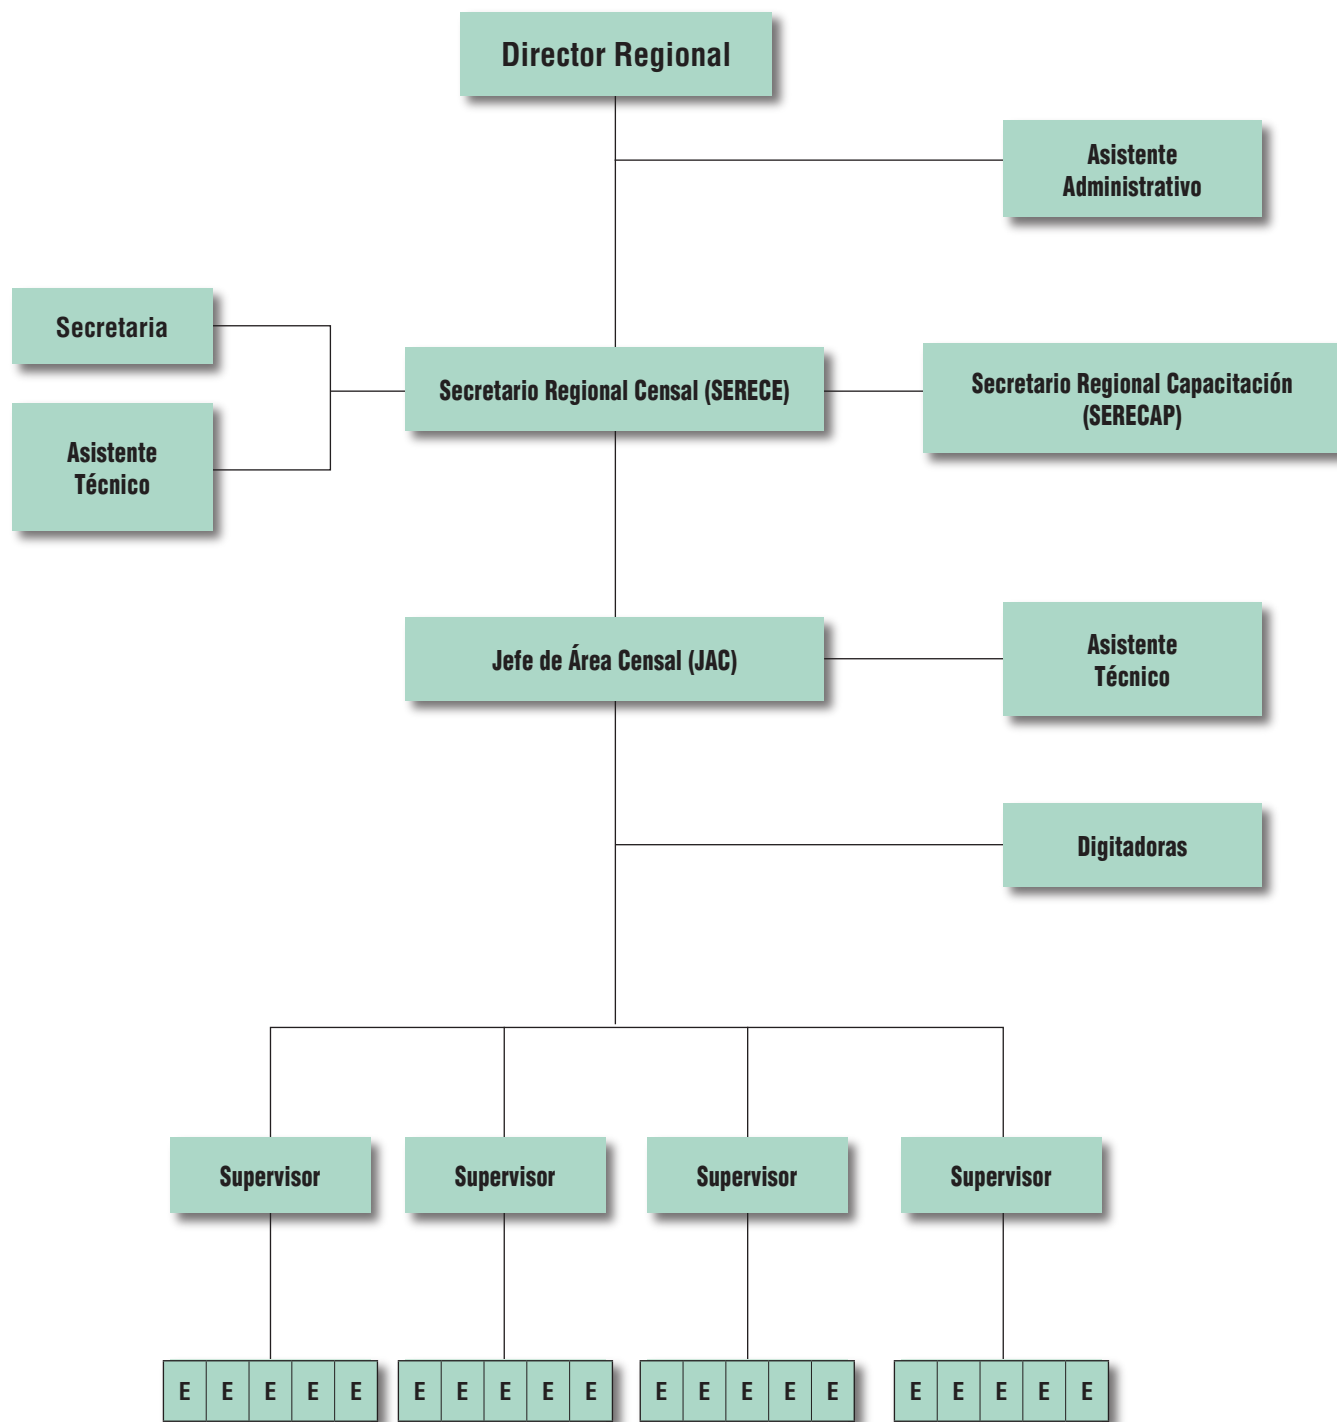 Director Regional
Asistente
Administrativo
Secretaria
Secretario Regional Censal (SERECE)
Secretario Regional Capacitación
(SERECAP)
Asistente
Técnico
Jefe de Área Censal (JAC)
Asistente
Técnico
Digitadoras
Supervisor
Supervisor
Supervisor
Supervisor
E E E E E
E E E E E
E E E E E
E E E E E